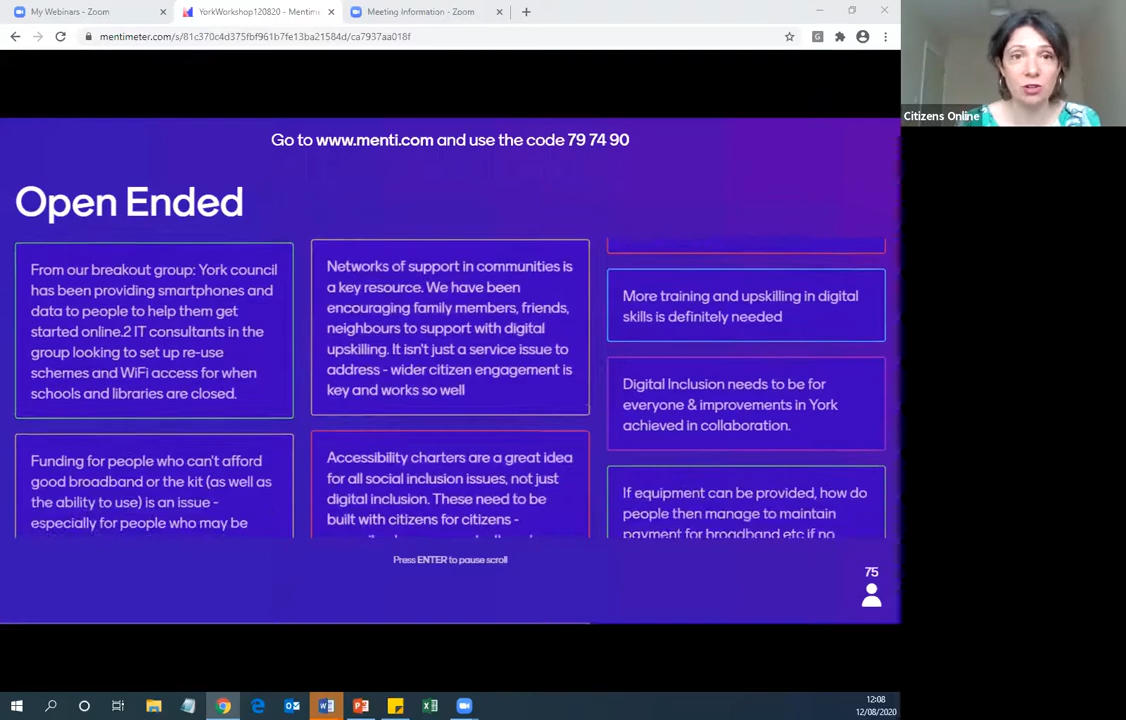 My Webinars - Zoom
YorkWorkshop120820 - Mentim
Meeting Information - Zoom
mentimeter.com/s/81c370c4d375fbf961b7fe13ba21584d/ca7937aa018f
Citizens Online
Go to www.menti.com and use the code 79 74 90
Open Ended
From our breakout group: York council
has been providing smartphones and
data to people to help them get
started online.2 IT consultants in the
group looking to set up re-use
schemes and WiFi access for when
schools and libraries are closed.
Funding for people who can't afford
good broadband or the kit (as well as
the ability to use) is an issue -
especially for people who may be
Networks of support in communities is
a key resource. We have been
encouraging family members, friends,
neighbours to support with digital
upskilling. It isn't just a service issue to
address - wider citizen engagement is
key and works so well
Accessibility charters are a great idea
for all social inclusion issues, not just
digital inclusion. These need to be
built with citizens for citizens -
More training and upskilling in digital
skills is definitely needed
Digital Inclusion needs to be for
everyone & improvements in York
achieved in collaboration.
If equipment can be provided, how do
people then manage to maintain
payment for broadband etc if no
Press ENTER to pause scroll
75
12:08
12/08/2020